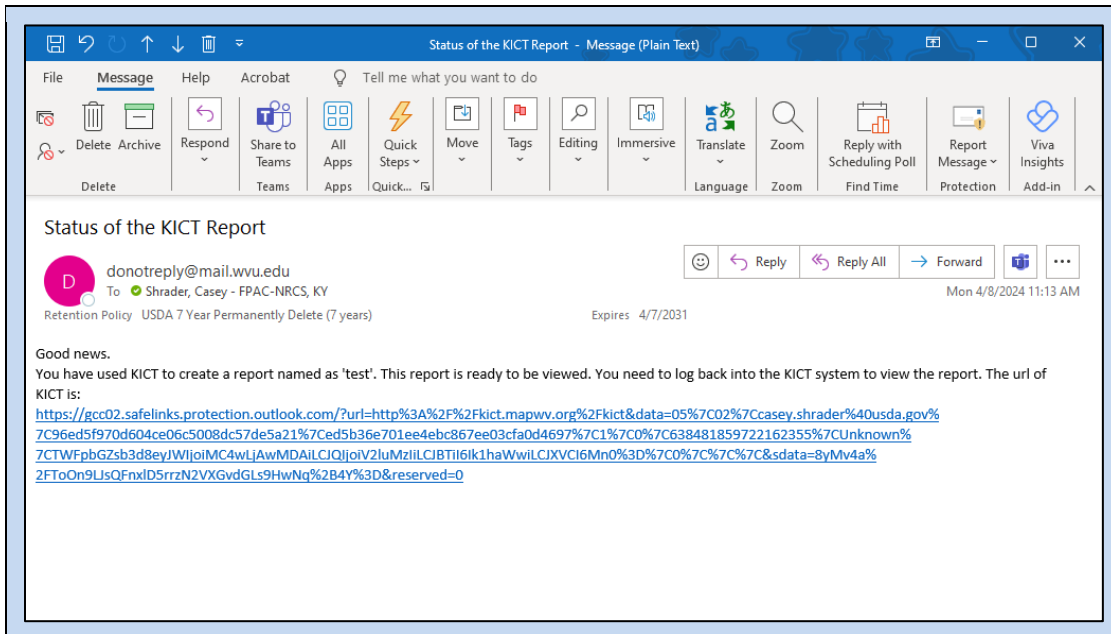 Status of the KICT Report - Message (Plain Text)
File Message Help Acrobat Tell me what you want to do
Delete Archive Respond Share to Teams All Apps Quick Steps Move Tags Editing Immersive Translate Zoom Reply with Scheduling Poll Report Message Viva Insights
Delete Teams Apps Quick... Language Zoom Find Time Protection Add-in
Status of the KICT Report
D
donotreply@mail.wvu.edu
Reply Reply All Forward
To Shrader, Casey - FPAC-NRCS, KY
Mon 4/8/2024 11:13 AM
Retention Policy USDA 7 Year Permanently Delete (7 years) Expires 4/7/2031
Good news.
You have used KICT to create a report named as 'test'. This report is ready to be viewed. You need to log back into the KICT system to view the report. The url of
KICT is:
https://gcc02.safelinks.protection.outlook.com/?url=http%3A%2F%2Fkict.mapwv.org%2Fkict&data=05%7C02%7Ccasey.shrader%40usda.gov%
7C96ed5f970d604ce06c5008dc57de5a21%7Ced5b36e701ee4ebc867ee03cfa0d4697%7C1%7C0%7C638481859722162355%7CUnknown%
7CTWFpbGZsb3d8eyJWIjoiMC4wLjAwMDAiLCJQIjoiV2luMzIiLCJBTiI6Ik1haWwiLCJXVCI6Mn0%3D%7C0%7C%7C%7C&sdata=8yMv4a%
2FToOn9LJsQFnxlD5rrzN2VXGvdGLs9HwNq%2B4Y%3D&reserved=0